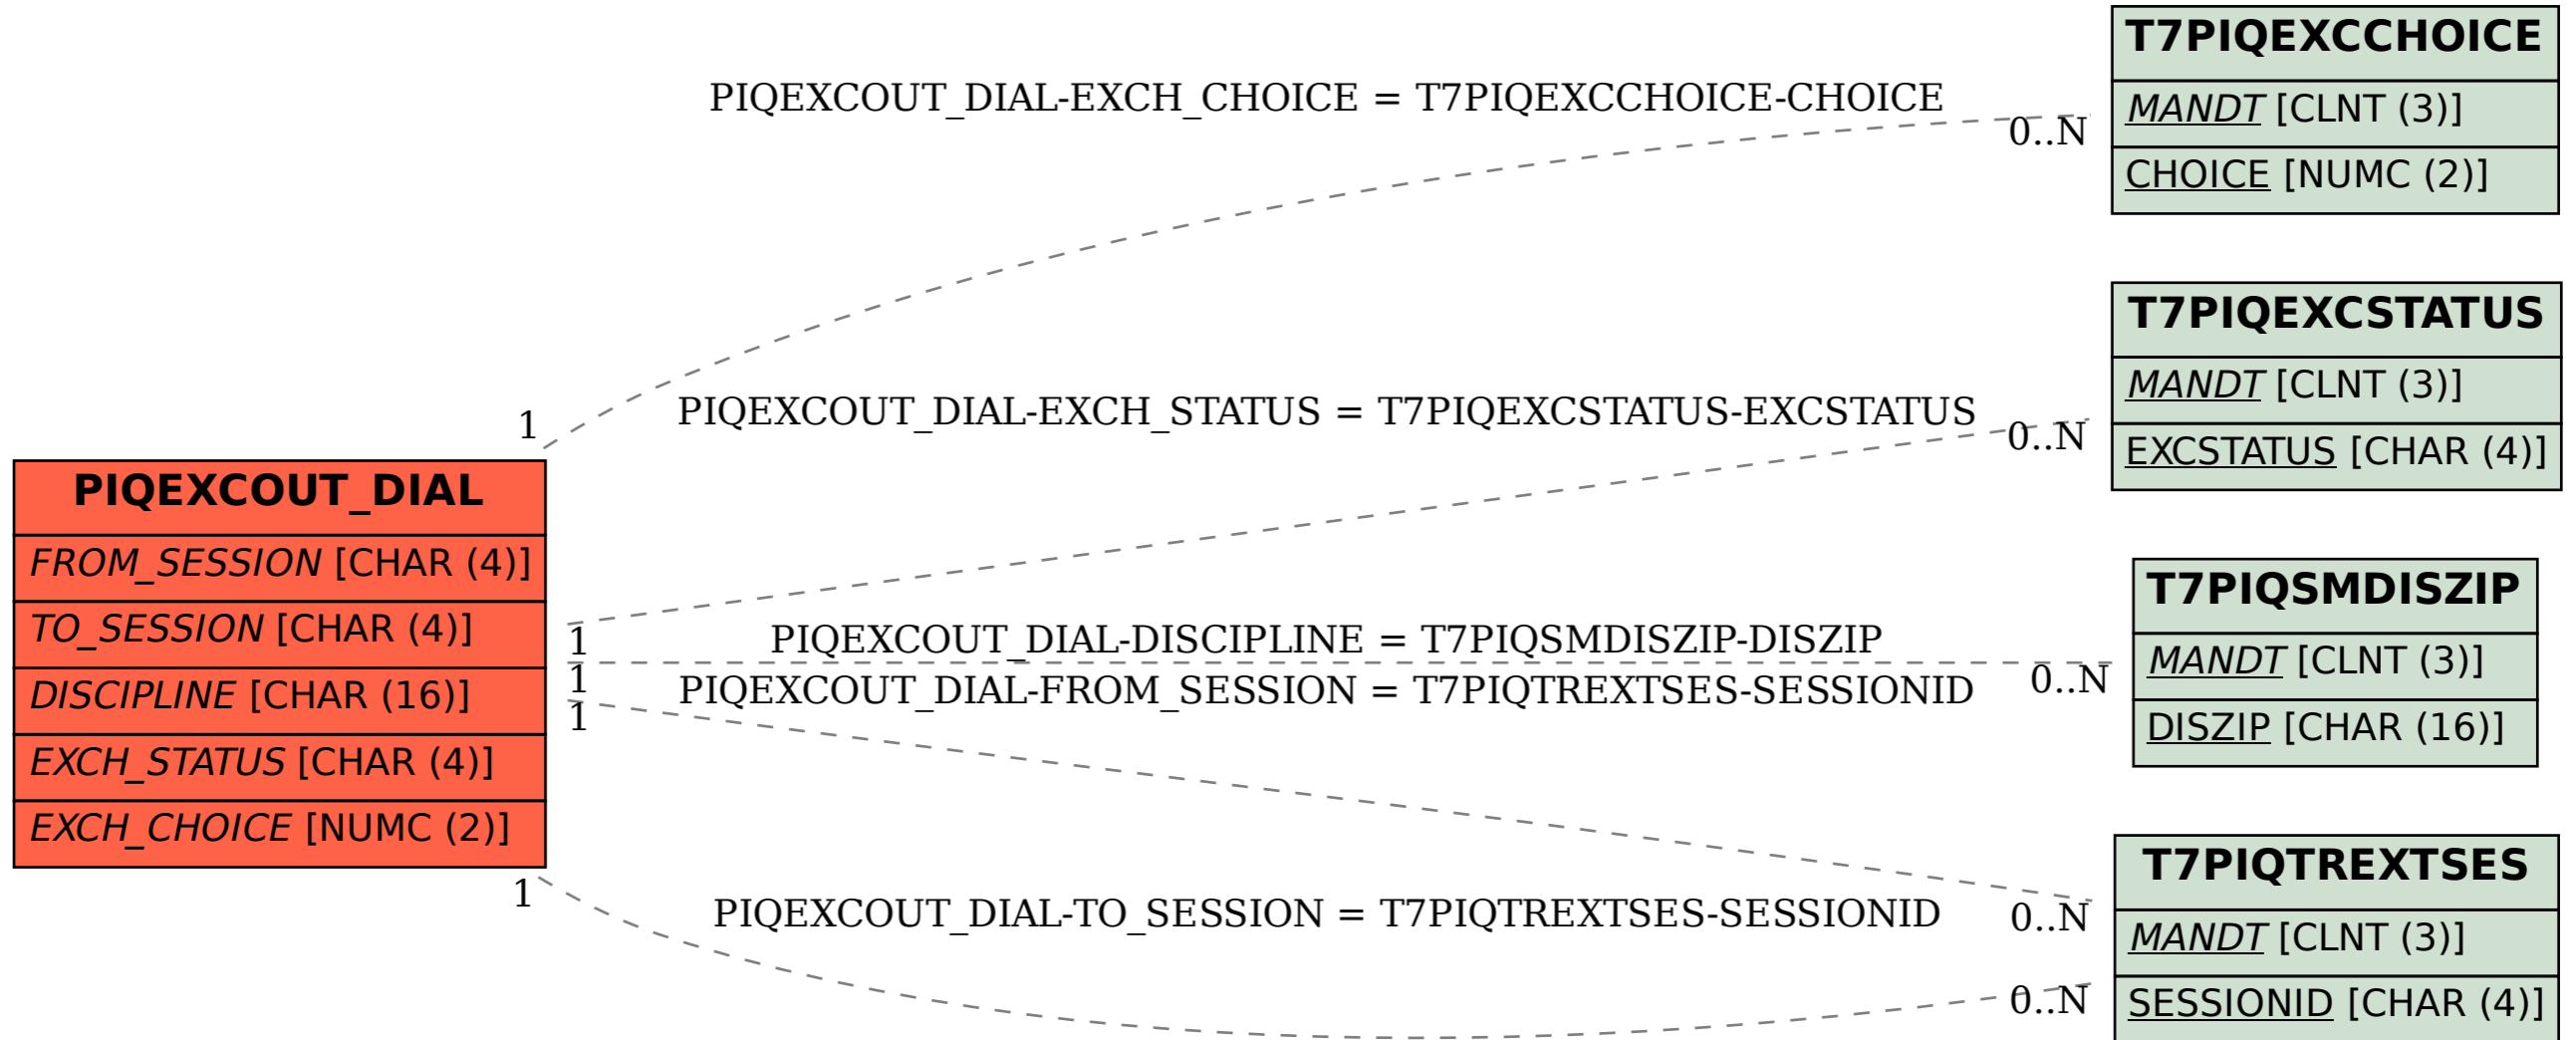 PIQEXCOUT_DIAL
FROM_SESSION [CHAR (4)]
TO_SESSION [CHAR (4)]
DISCIPLINE [CHAR (16)]
EXCH_STATUS [CHAR (4)]
EXCH_CHOICE [NUMC (2)]
PIQEXCOUT_DIAL-EXCH_CHOICE = T7PIQEXCCHOICE-CHOICE
1
0..N
PIQEXCOUT_DIAL-EXCH_STATUS = T7PIQEXCSTATUS-EXCSTATUS
1
0..N
PIQEXCOUT_DIAL-DISCIPLINE = T7PIQSMDISZIP-DISZIP
1
0..N
PIQEXCOUT_DIAL-FROM_SESSION = T7PIQTREXTSES-SESSIONID
1
0..N
PIQEXCOUT_DIAL-TO_SESSION = T7PIQTREXTSES-SESSIONID
1
0..N
T7PIQEXCCHOICE
MANDT [CLNT (3)]
CHOICE [NUMC (2)]
T7PIQEXCSTATUS
MANDT [CLNT (3)]
EXCSTATUS [CHAR (4)]
T7PIQSMDISZIP
MANDT [CLNT (3)]
DISZIP [CHAR (16)]
T7PIQTREXTSES
MANDT [CLNT (3)]
SESSIONID [CHAR (4)]